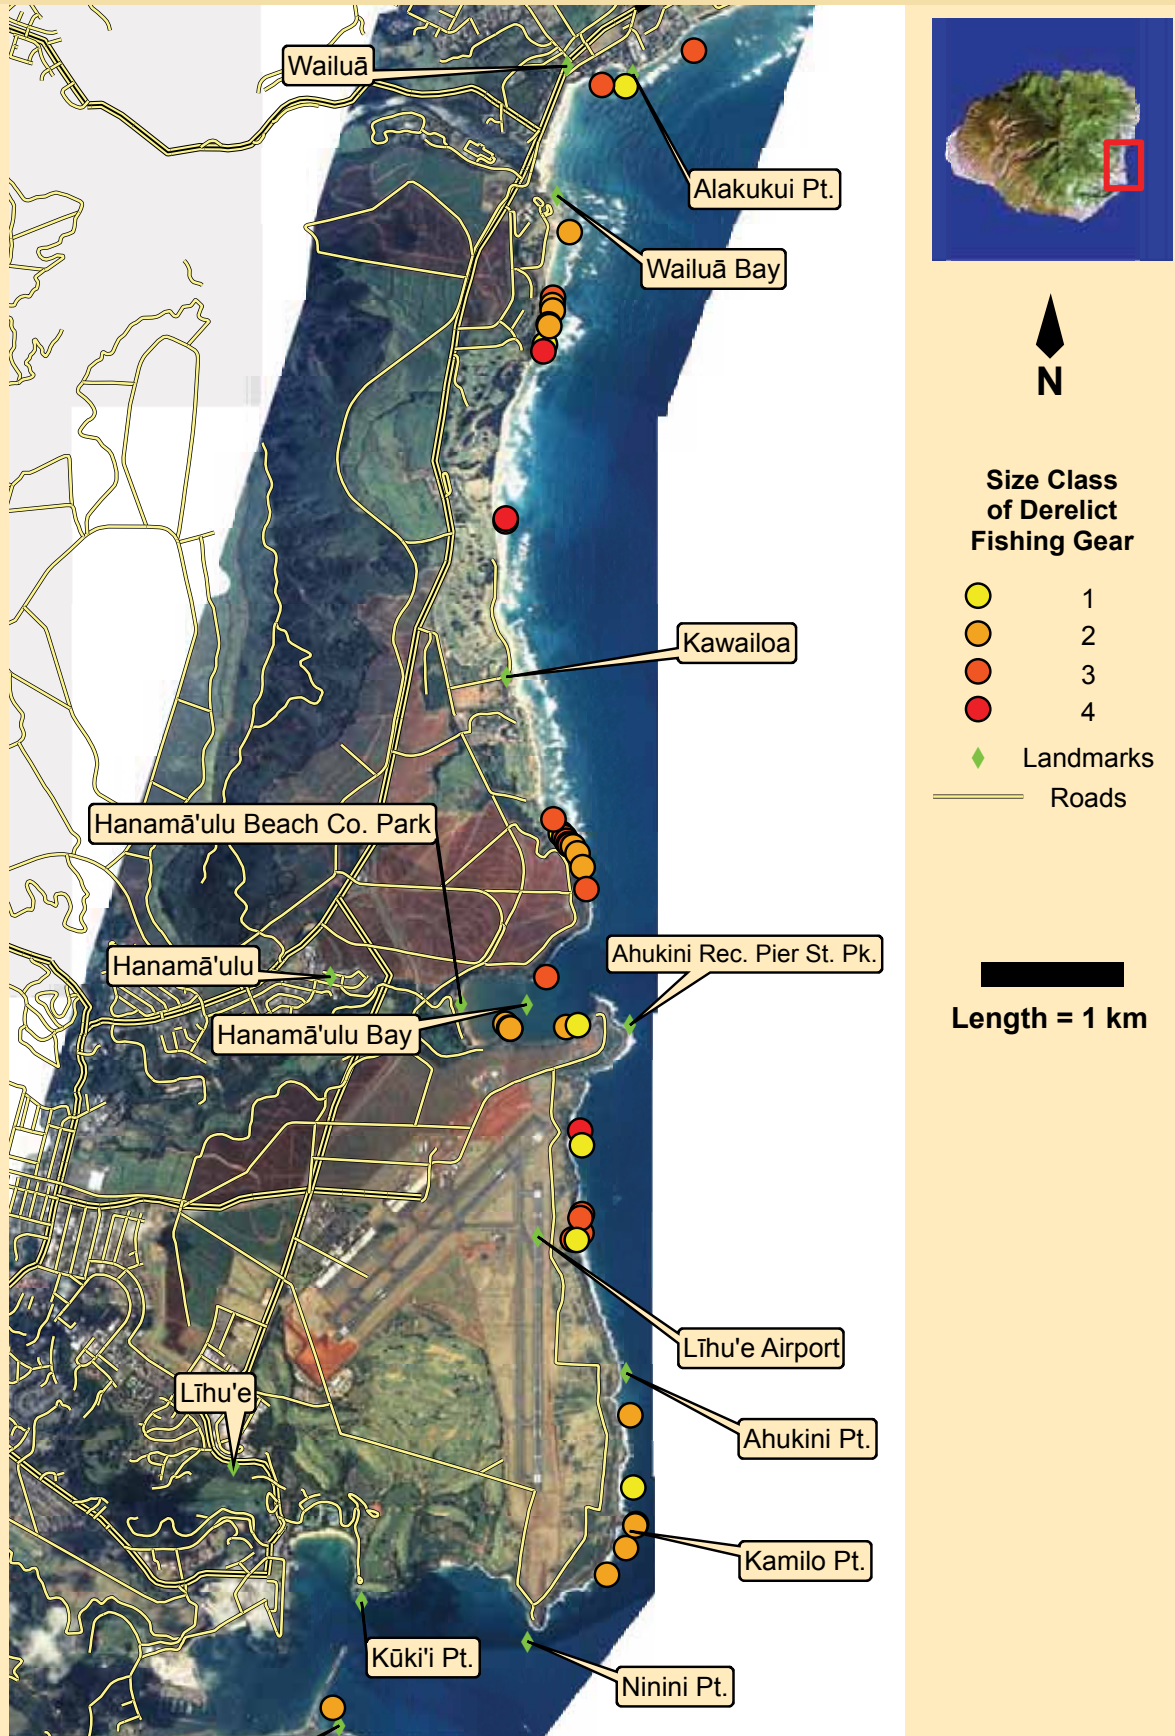 Wailuā
Alakukui Pt.
Wailuā Bay
Kawailoa
Hanamā'ulu Beach Co. Park
Hanamā'ulu
Ahukini Rec. Pier St. Pk.
Hanamā'ulu Bay
Līhu'e Airport
Līhu'e
Ahukini Pt.
Kamilo Pt.
Kūki'i Pt.
Ninini Pt.
N
Size Class
of Derelict
Fishing Gear
1
2
3
4
Landmarks
Roads
Length = 1 km